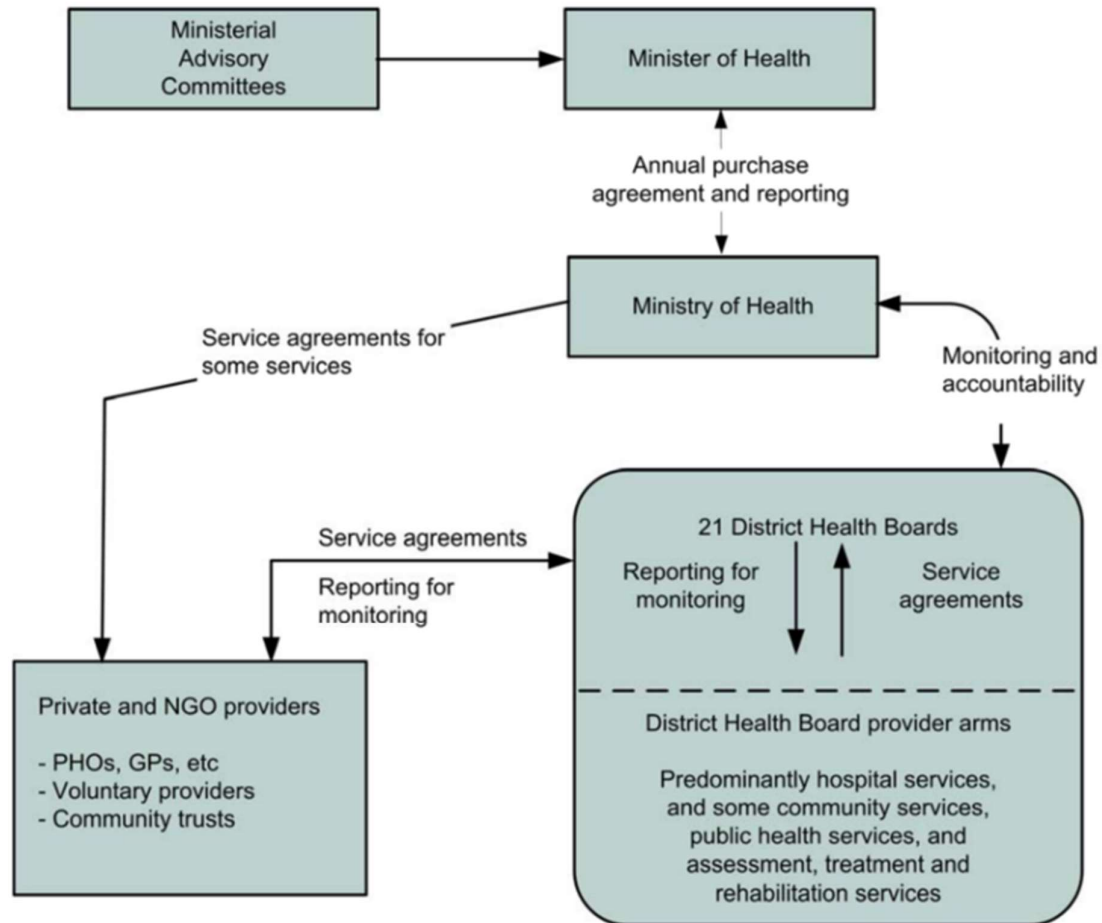 Ministerial
Advisory
Committees
Minister of Health
Annual purchase
agreement and reporting
Ministry of Health
Service agreements for
some services
Monitoring and
accountability
21 District Health Boards
Service agreements
Reporting for
monitoring
Reporting for
monitoring
Service
agreements
Private and NGO providers
- PHOs, GPs, etc
- Voluntary providers
- Community trusts
District Health Board provider arms
Predominantly hospital services,
and some community services,
public health services, and
assessment, treatment and
rehabilitation services